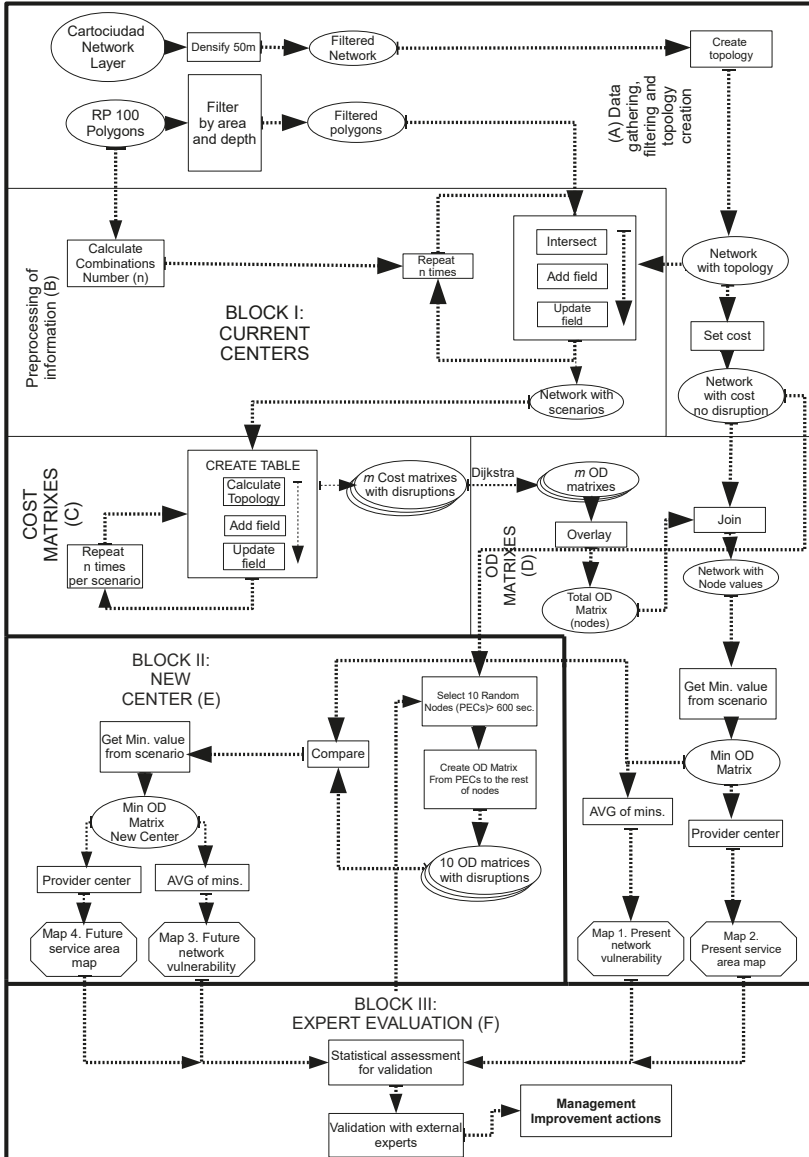 Cartociudad
Network
Layer
Densify 50m
Filtered
Network
Create
topology
RP 100
Polygons
Filter
by area
and depth
Filtered
polygons
(A) Data
gathering,
filtering and
topology
creation
Calculate
Combinations
Number (n)
Repeat
n times
Intersect
Add field
Update
field
Network
with topology
Preprocessing of
information (B)
BLOCK I:
CURRENT
CENTERS
Set cost
Network with
scenarios
Network
with cost
no disruption
COST
MATRIXES
(C)
CREATE TABLE
Calculate
Topology
Add field
Update
field
Repeat
n times
per scenario
m Cost matrixes
with disruptions
Dijkstra
m OD
matrixes
Overlay
Join
OD
MATRIXES
(D)
Total OD
Matrix
(nodes)
Network with
Node values
BLOCK II:
NEW
CENTER (E)
Select 10 Random
Nodes (PECs)> 600 sec.
Get Min. value
from scenario
Get Min. value
from scenario
Compare
Create OD Matrix
From PECs to the rest
of nodes
Min OD
Matrix
Min OD
Matrix
New Center
AVG of mins.
Provider center
10 OD matrices
with disruptions
Provider center
AVG of mins.
Map 4. Future
service area
map
Map 3. Future
network
vulnerability
Map 1. Present
network
vulnerability
Map 2.
Present service
area map
BLOCK III:
EXPERT EVALUATION (F)
Statistical assessment
for validation
Validation with external
experts
Management
Improvement actions